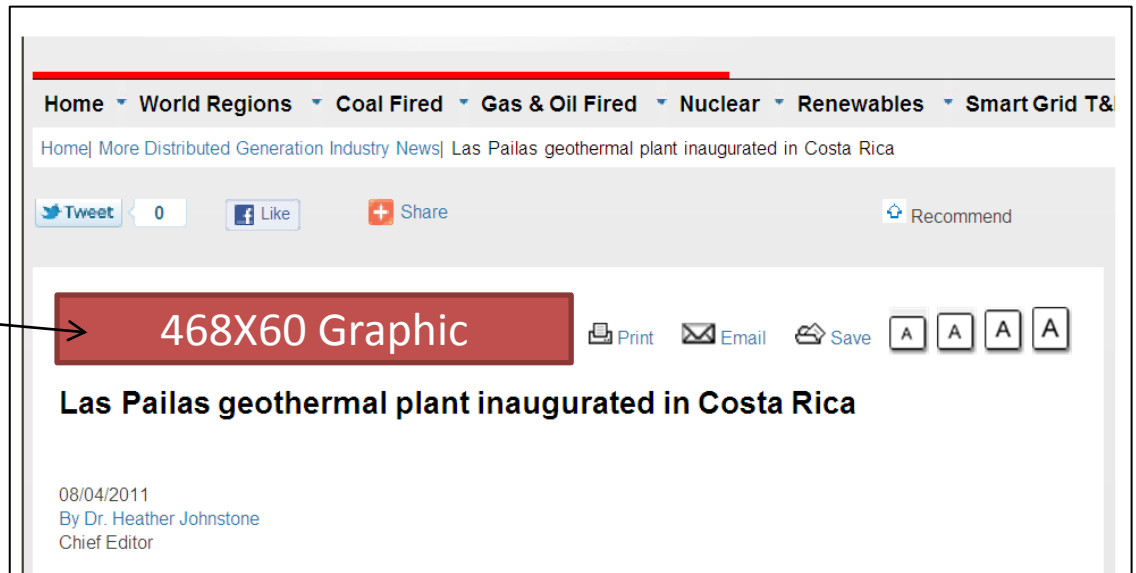 Home World Regions Coal Fired Gas & Oil Fired Nuclear Renewables Smart Grid T&
Home| More Distributed Generation Industry News| Las Pailas geothermal plant inaugurated in Costa Rica
Tweet 0 Like Share Recommend
468X60 Graphic Print Email Save A A A A
Las Pailas geothermal plant inaugurated in Costa Rica
08/04/2011
By Dr. Heather Johnstone
Chief Editor